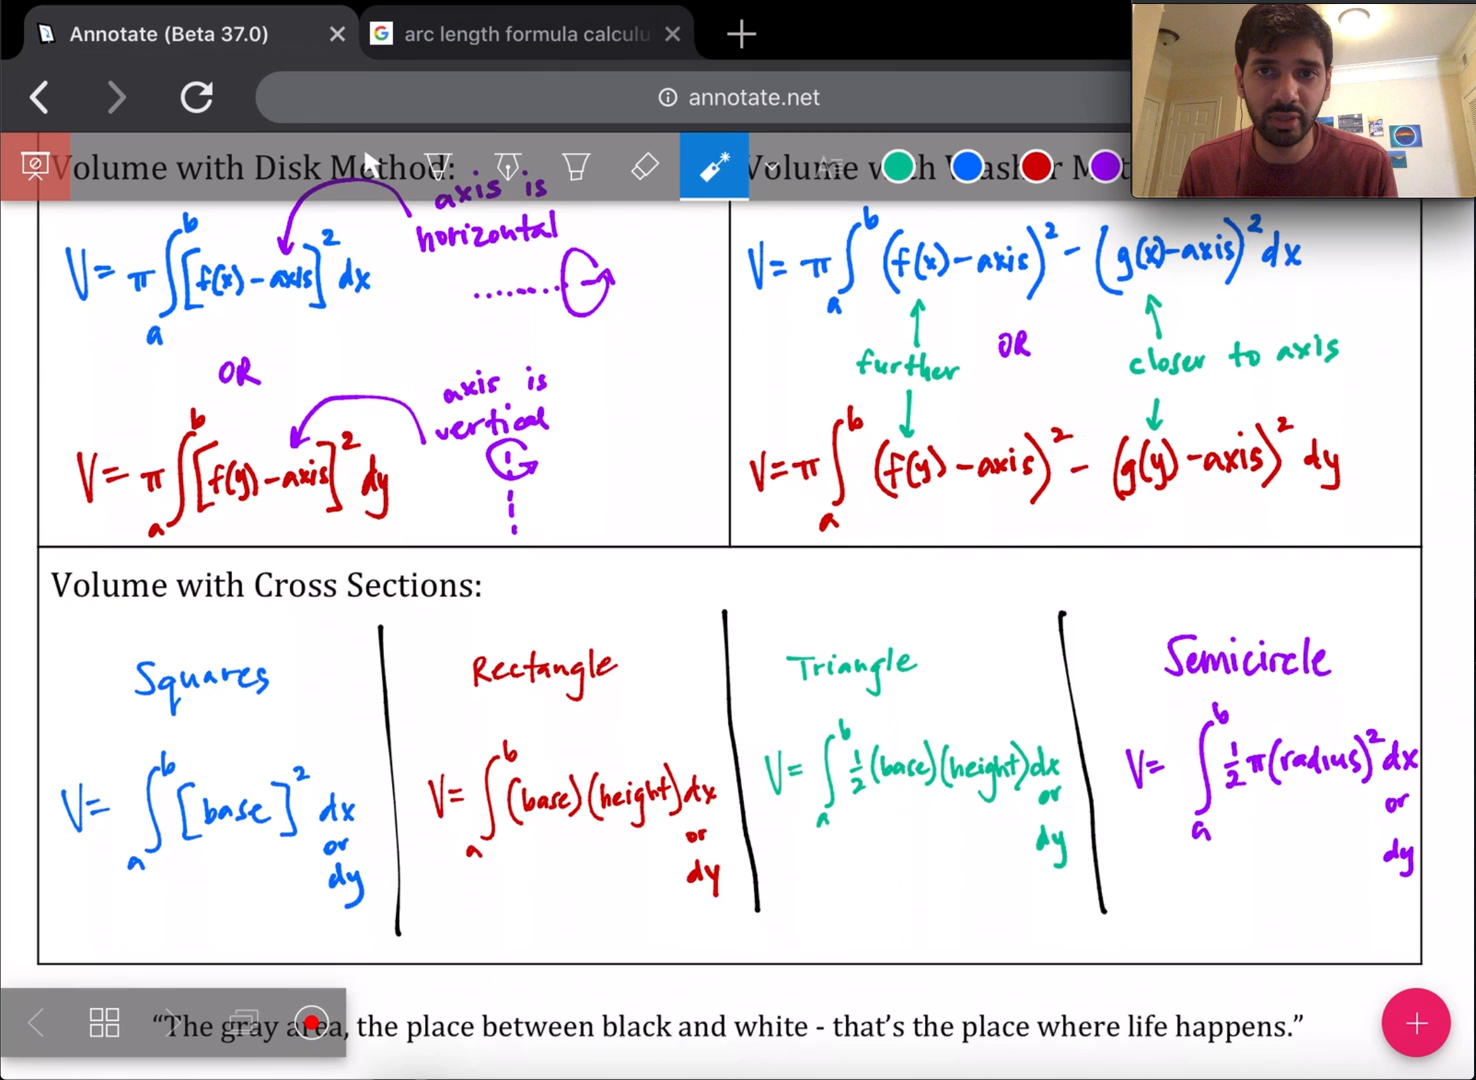 Annotate (Beta 37.0)
arc length formula calculu
annotate.net
Volume with Disk Method:
axis is
horizontal
V = π ∫ₐᵇ [f(x) - axis]² dx
OR
axis is
vertical
V = π ∫ₐᵇ [f(y) - axis]² dy
Volume with Washer M
V = π ∫ₐᵇ (f(x) - axis)² - (g(x) - axis)² dx
further
OR
closer to axis
V = π ∫ₐᵇ (f(y) - axis)² - (g(y) - axis)² dy
Volume with Cross Sections:
Squares
V = ∫ₐᵇ [base]² dx
or
dy
Rectangle
V = ∫ₐᵇ (base)(height) dx
or
dy
Triangle
V = ∫ₐᵇ ½ (base)(height) dx
or
dy
Semicircle
V = ∫ₐᵇ ½ π (radius)² dx
or
dy
“The gray area, the place between black and white - that’s the place where life happens.”